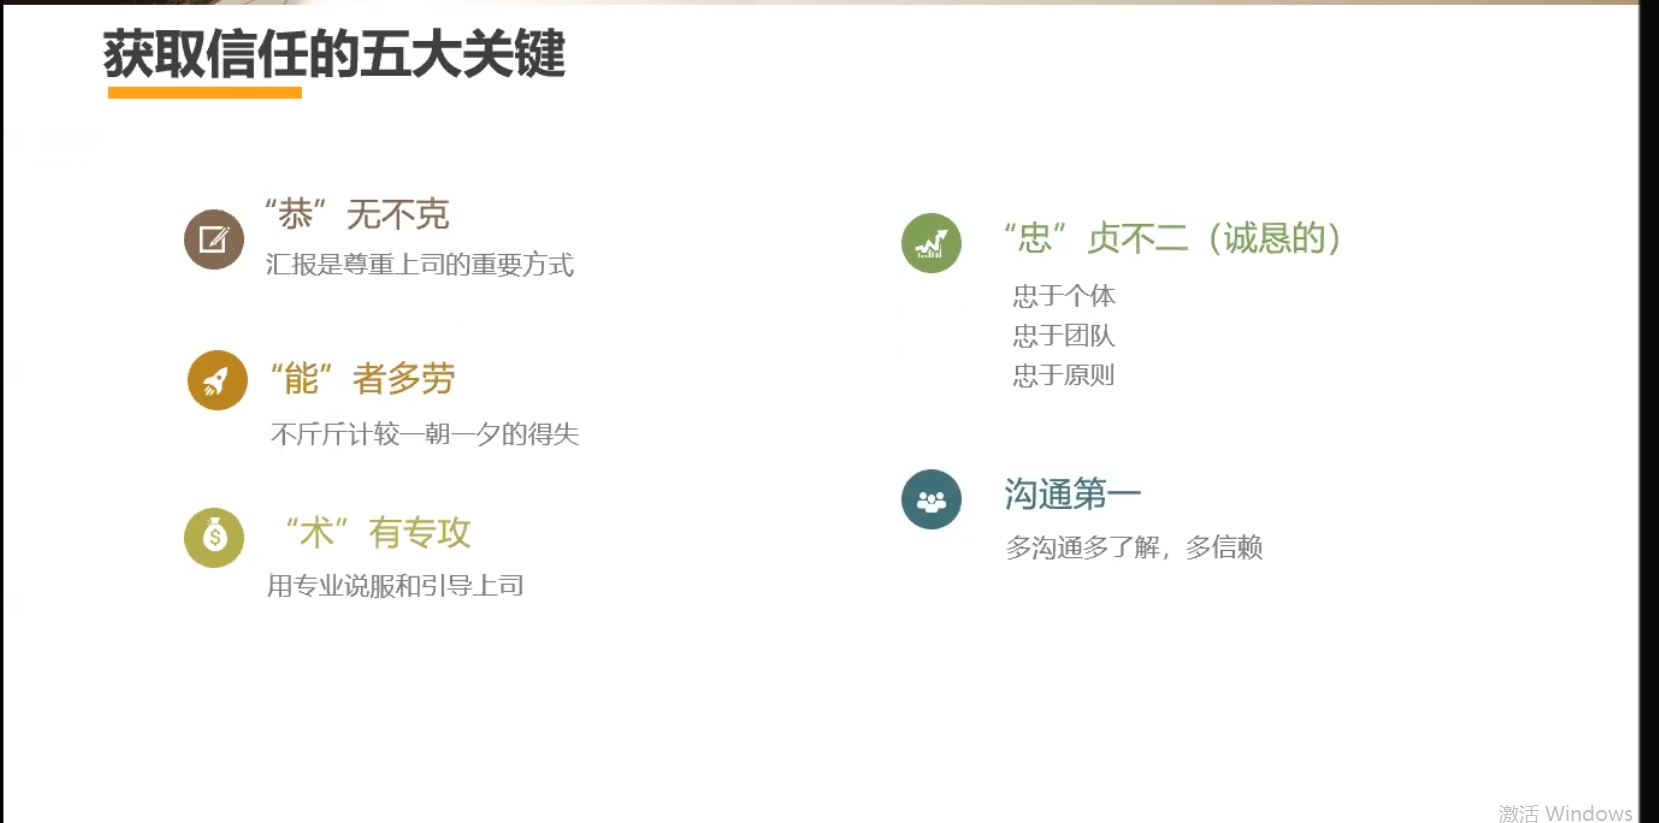 获取信任的五大关键
“恭”无不克
汇报是尊重上司的重要方式
“能”者多劳
不斤斤计较一朝一夕的得失
“术”有专攻
用专业说服和引导上司
“忠”贞不二（诚恳的）
忠于个体
忠于团队
忠于原则
沟通第一
多沟通多了解，多信赖
激活 Windows